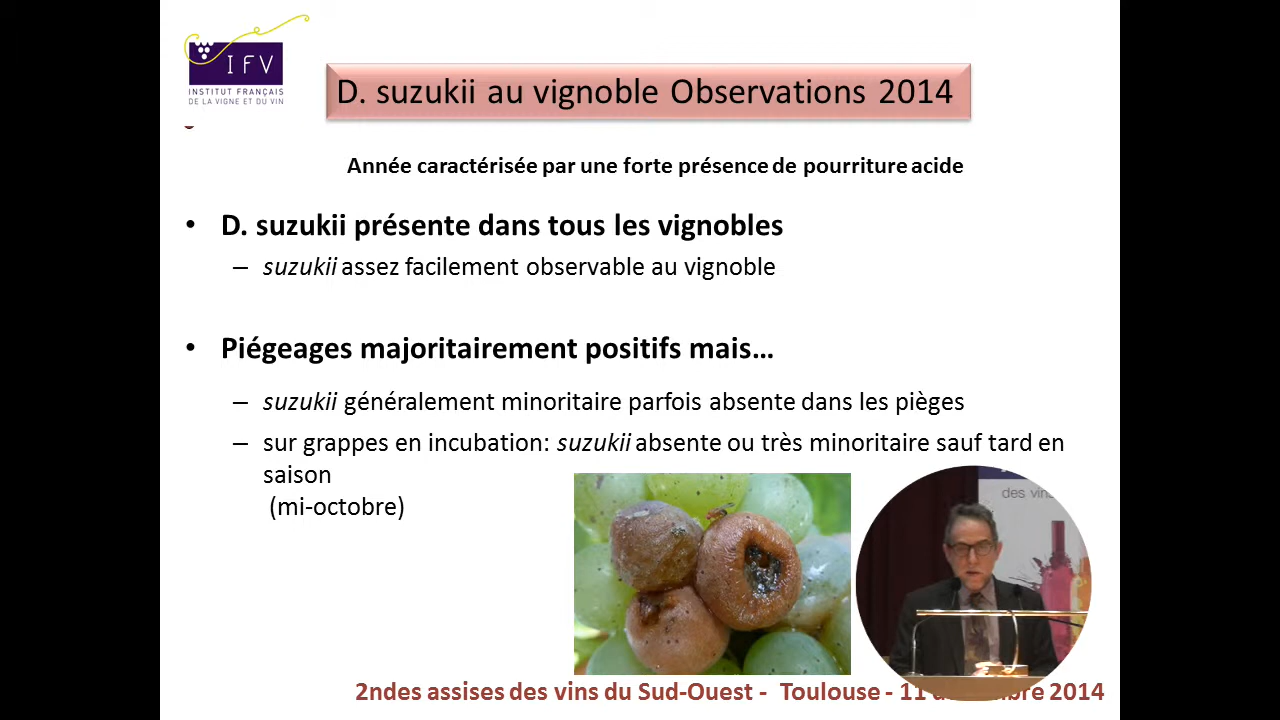 IFV
INSTITUT FRANÇAIS
DE LA VIGNE ET DU VIN
D. suzukii au vignoble Observations 2014
Année caractérisée par une forte présence de pourriture acide
• D. suzukii présente dans tous les vignobles
– suzukii assez facilement observable au vignoble
• Piégeages majoritairement positifs mais…
– suzukii généralement minoritaire parfois absente dans les pièges
– sur grappes en incubation: suzukii absente ou très minoritaire sauf tard en
saison
(mi-octobre)
des vins
2ndes assises des vins du Sud-Ouest - Toulouse - 11 2014